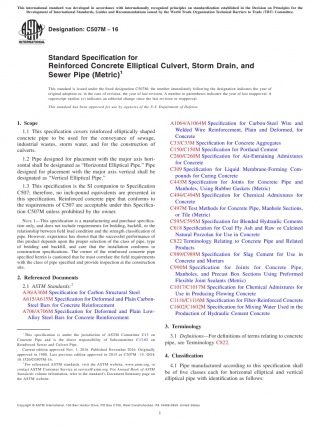 This international standard was developed in accordance with internationally recognized principles on standardization established in the Decision on Principles for the
Development of International Standards, Guides and Recommendations issued by the World Trade Organization Technical Barriers to Trade (TBT) Committee.
Designation: C507M – 16
Standard Specification for
Reinforced Concrete Elliptical Culvert, Storm Drain, and
Sewer Pipe (Metric)1
This standard is issued under the fixed designation C507M; the number immediately following the designation indicates the year of
original adoption or, in the case of revision, the year of last revision. A number in parentheses indicates the year of last reapproval. A
superscript epsilon (ε) indicates an editorial change since the last revision or reapproval.
This standard has been approved for use by agencies of the U.S. Department of Defense.
1. Scope
1.1 This specification covers reinforced elliptically shaped
concrete pipe to be used for the conveyance of sewage,
industrial wastes, storm water, and for the construction of
culverts.
1.2 Pipe designed for placement with the major axis hori-
zontal shall be designated as “Horizontal Elliptical Pipe.” Pipe
designed for placement with the major axis vertical shall be
designated as “Vertical Elliptical Pipe.”
1.3 This specification is the SI companion to Specification
C507, therefore, no inch-pound equivalents are presented in
this specification. Reinforced concrete pipe that conforms to
the requirements of C507 are acceptable under this Specifica-
tion C507M unless prohibited by the owner.
NOTE 1—This specification is a manufacturing and purchase specifica-
tion only, and does not include requirements for bedding, backfill, or the
relationship between field load condition and the strength classification of
pipe. However, experience has shown that the successful performance of
this product depends upon the proper selection of the class of pipe, type
of bedding and backfill, and care that the installation conforms to
construction specifications. The owner of the reinforced concrete pipe
specified herein is cautioned that he must correlate the field requirements
with the class of pipe specified and provide inspection at the construction
site.
2. Referenced Documents
2.1 ASTM Standards:2
A36/A36M Specification for Carbon Structural Steel
A615/A615M Specification for Deformed and Plain Carbon-
Steel Bars for Concrete Reinforcement
A706/A706M Specification for Deformed and Plain Low-
Alloy Steel Bars for Concrete Reinforcement
1 This specification is under the jurisdiction of ASTM Committee C13 on
Concrete Pipe and is the direct responsibility of Subcommittee C13.02 on
Reinforced Sewer and Culvert Pipe.
Current edition approved Nov. 1, 2016. Published November 2016. Originally
2 For referenced ASTM standards, visit the ASTM website, www.astm.org, or
contact ASTM Customer Service at service@astm.org. For Annual Book of ASTM
Standards volume information, refer to the standard's Document Summary page on
the ASTM website.
A1064/A1064M Specification for Carbon-Steel Wire and
Welded Wire Reinforcement, Plain and Deformed, for
Concrete
C33/C33M Specification for Concrete Aggregates
C150/C150M Specification for Portland Cement
C260/C260M Specification for Air-Entraining Admixtures
for Concrete
C309 Specification for Liquid Membrane-Forming Com-
pounds for Curing Concrete
C443M Specification for Joints for Concrete Pipe and
Manholes, Using Rubber Gaskets (Metric)
C494/C494M Specification for Chemical Admixtures for
Concrete
C497M Test Methods for Concrete Pipe, Manhole Sections,
or Tile (Metric)
C595/C595M Specification for Blended Hydraulic Cements
C618 Specification for Coal Fly Ash and Raw or Calcined
Natural Pozzolan for Use in Concrete
C822 Terminology Relating to Concrete Pipe and Related
Products
C989/C989M Specification for Slag Cement for Use in
Concrete and Mortars
C990M Specification for Joints for Concrete Pipe,
Manholes, and Precast Box Sections Using Preformed
Flexible Joint Sealants (Metric)
C1017/C1017M Specification for Chemical Admixtures for
Use in Producing Flowing Concrete
C1116/C1116M Specification for Fiber-Reinforced Concrete
C1602/C1602M Specification for Mixing Water Used in the
Production of Hydraulic Cement Concrete
3. Terminology
3.1 Definitions—For definitions of terms relating to concrete
pipe, see Terminology C822.
4. Classification
4.1 Pipe manufactured according to this specification shall
be of five classes each for horizontal elliptical and vertical
elliptical pipe with identification as follows:
Copyright © ASTM International, 100 Barr Harbor Drive, PO Box C700, West Conshohocken, PA 19428-2959. United States
1